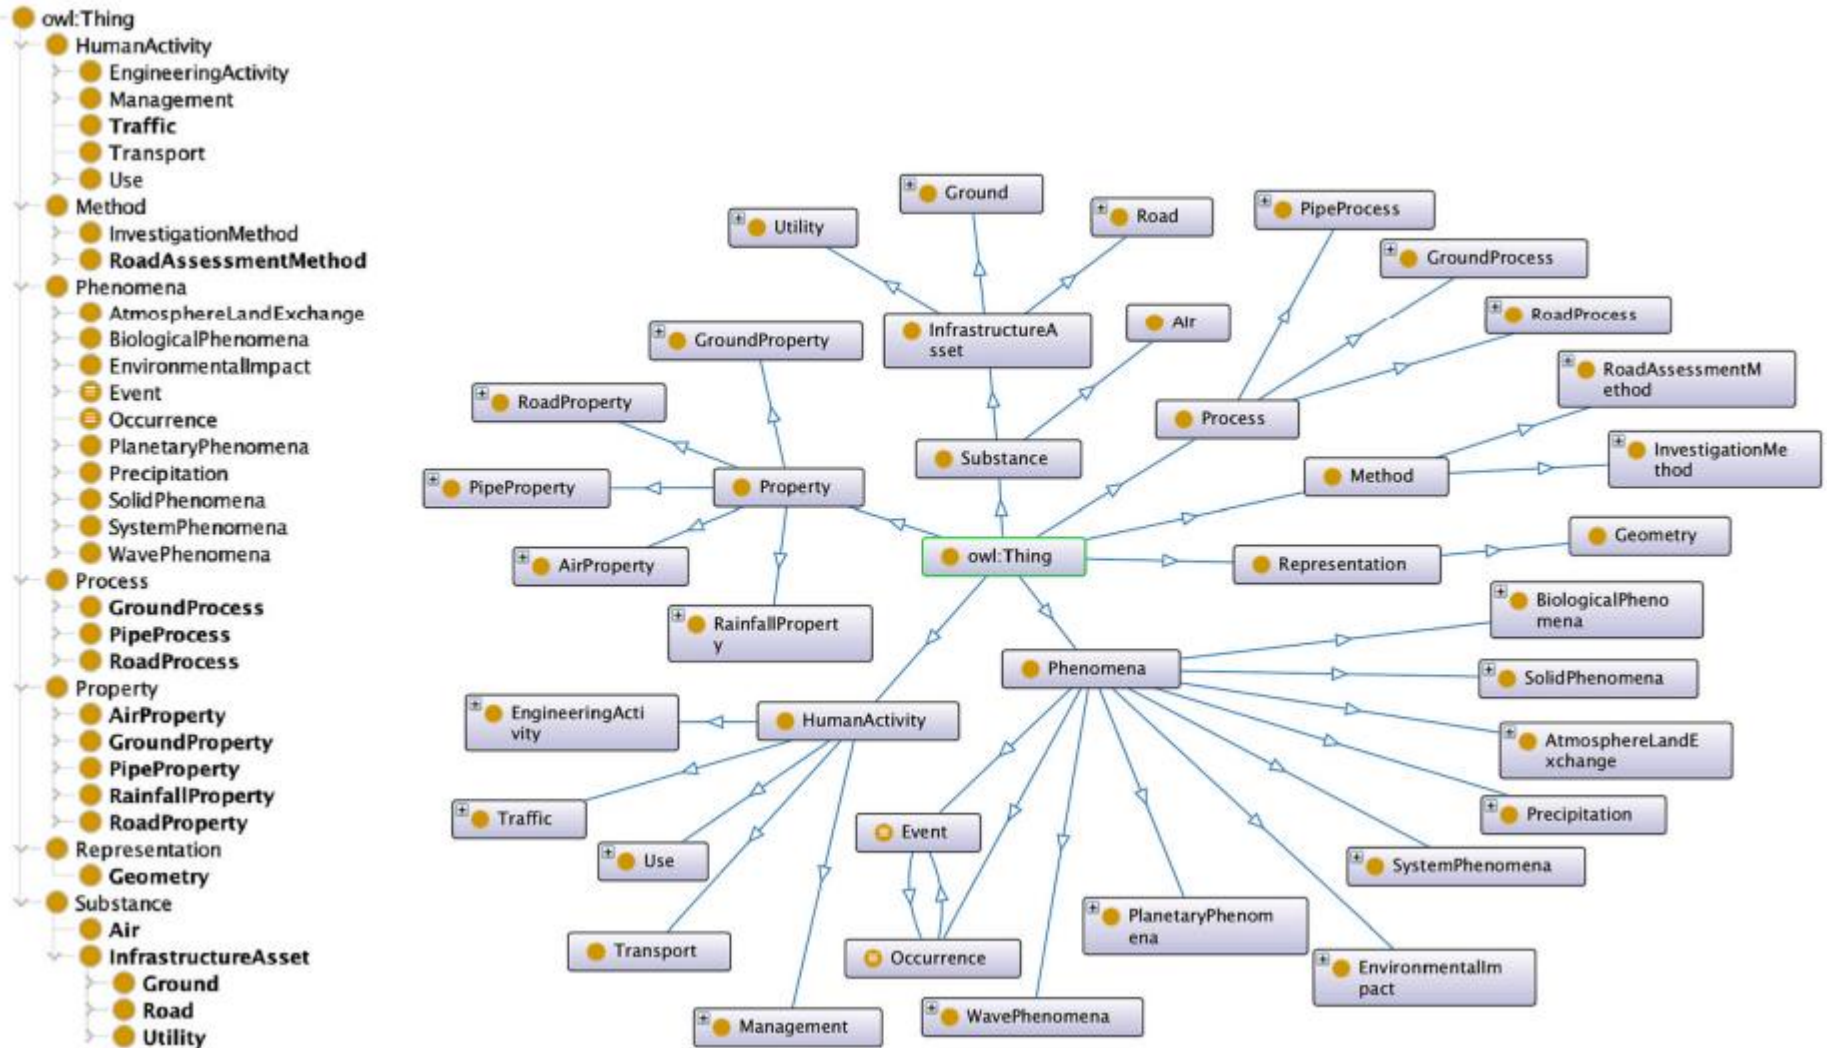 owl:Thing
HumanActivity
EngineeringActivity
Management
Traffic
Transport
Use
Method
InvestigationMethod
RoadAssessmentMethod
Phenomena
AtmosphereLandExchange
BiologicalPhenomena
EnvironmentalImpact
Event
Occurrence
PlanetaryPhenomena
Precipitation
SolidPhenomena
SystemPhenomena
WavePhenomena
Process
GroundProcess
PipeProcess
RoadProcess
Property
AirProperty
GroundProperty
PipeProperty
RainfallProperty
RoadProperty
Representation
Geometry
Substance
Air
InfrastructureAsset
Ground
Road
Utility
Ground
Utility
Road
PipeProcess
GroundProcess
RoadProcess
InfrastructureA
sset
Air
GroundProperty
RoadProperty
RoadAssessmentM
ethod
Process
Substance
Method
InvestigationMe
thod
PipeProperty
Property
AirProperty
owl:Thing
Representation
Geometry
RainfallPropert
y
BiologicalPheno
mena
Phenomena
SolidPhenomena
EngineeringActi
vity
HumanActivity
AtmosphereLandE
xchange
Traffic
Use
Event
Precipitation
SystemPhenomena
Transport
Occurrence
PlanetaryPhenom
ena
EnvironmentalIm
pact
Management
WavePhenomena